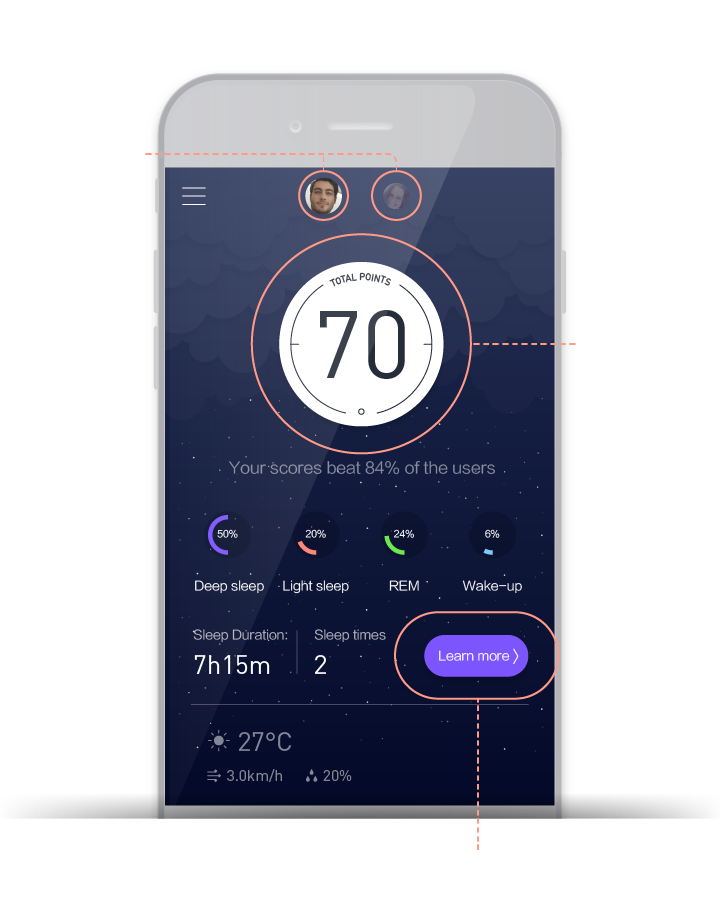 TOTAL POINTS
70
Your scores beat 84% of the users
50%
20%
24%
6%
Deep sleep
Light sleep
REM
Wake-up
Sleep Duration:
Sleep times
7h15m
2
Learn more
27°C
3.0km/h
20%